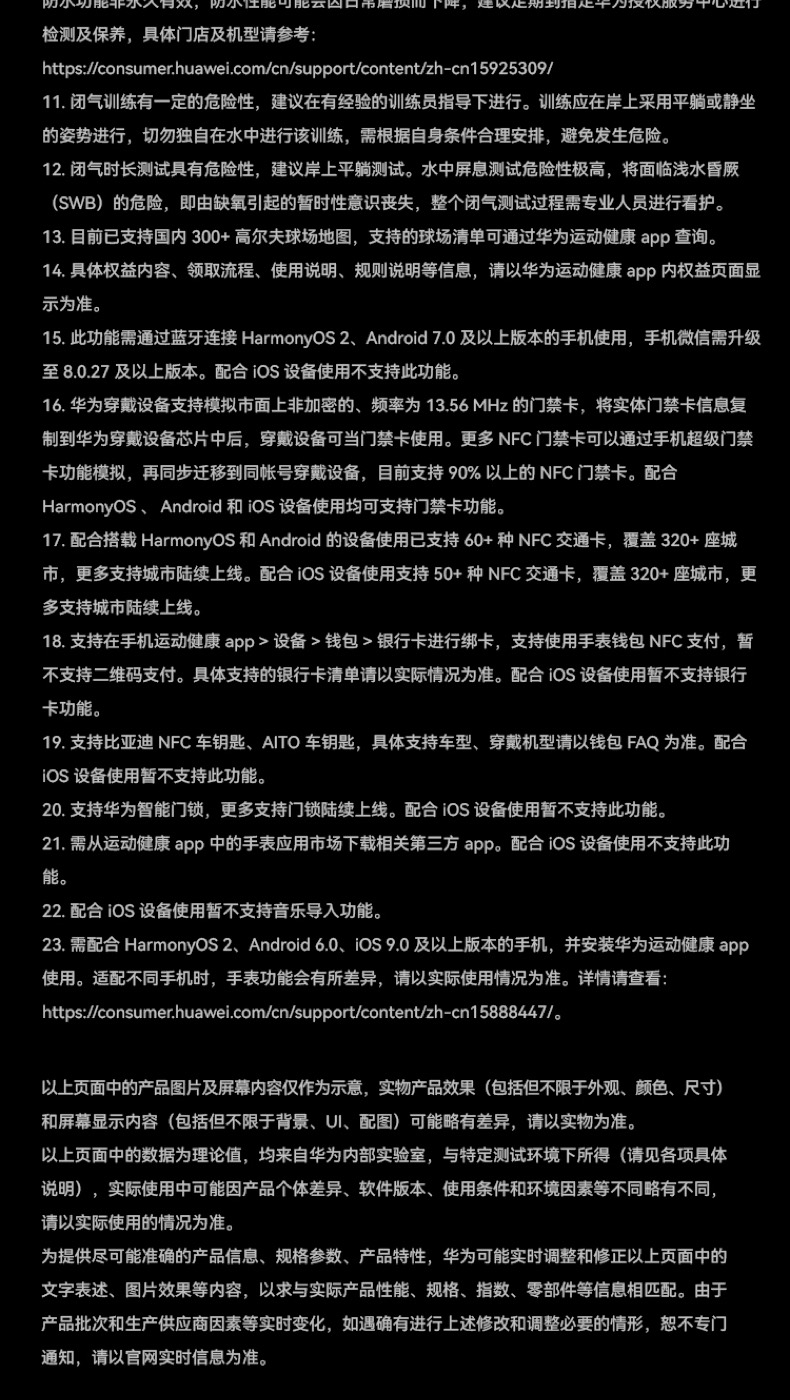 防水功能非永久有效，防水性能可能会因日常磨损而下降，建议定期到指定华为授权服务中心进行
检测及保养，具体门店及机型请参考：
https://consumer.huawei.com/cn/support/content/zh-cn15925309/
11. 闭气训练有一定的危险性，建议在有经验的训练员指导下进行。训练应在岸上采用平躺或静坐
的姿势进行，切勿独自在水中进行该训练，需根据自身条件合理安排，避免发生危险。
12. 闭气时长测试具有危险性，建议岸上平躺测试。水中屏息测试危险性极高，将面临浅水昏厥
（SWB）的危险，即由缺氧引起的暂时性意识丧失，整个闭气测试过程需专业人员进行看护。
13. 目前已支持国内 300+ 高尔夫球场地图，支持的球场清单可通过华为运动健康 app 查询。
14. 具体权益内容、领取流程、使用说明、规则说明等信息，请以华为运动健康 app 内权益页面显
示为准。
15. 此功能需通过蓝牙连接 HarmonyOS 2、Android 7.0 及以上版本的手机使用，手机微信需升级
至 8.0.27 及以上版本。配合 iOS 设备使用不支持此功能。
16. 华为穿戴设备支持模拟市面上非加密的、频率为 13.56 MHz 的门禁卡，将实体门禁卡信息复
制到华为穿戴设备芯片中后，穿戴设备可当门禁卡使用。更多 NFC 门禁卡可以通过手机超级门禁
卡功能模拟，再同步迁移到同帐号穿戴设备，目前支持 90% 以上的 NFC 门禁卡。配合
HarmonyOS 、 Android 和 iOS 设备使用均可支持门禁卡功能。
17. 配合搭载 HarmonyOS 和 Android 的设备使用已支持 60+ 种 NFC 交通卡，覆盖 320+ 座城
市，更多支持城市陆续上线。配合 iOS 设备使用支持 50+ 种 NFC 交通卡，覆盖 320+ 座城市，更
多支持城市陆续上线。
18. 支持在手机运动健康 app > 设备 > 钱包 > 银行卡进行绑卡，支持使用手表钱包 NFC 支付，暂
不支持二维码支付。具体支持的银行卡清单请以实际情况为准。配合 iOS 设备使用暂不支持银行
卡功能。
19. 支持比亚迪 NFC 车钥匙、AITO 车钥匙，具体支持车型、穿戴机型请以钱包 FAQ 为准。配合
iOS 设备使用暂不支持此功能。
20. 支持华为智能门锁，更多支持门锁陆续上线。配合 iOS 设备使用暂不支持此功能。
21. 需从运动健康 app 中的手表应用市场下载相关第三方 app。配合 iOS 设备使用不支持此功
能。
22. 配合 iOS 设备使用暂不支持音乐导入功能。
23. 需配合 HarmonyOS 2、Android 6.0、iOS 9.0 及以上版本的手机，并安装华为运动健康 app
使用。适配不同手机时，手表功能会有所差异，请以实际使用情况为准。详情请查看：
https://consumer.huawei.com/cn/support/content/zh-cn15888447/。
以上页面中的产品图片及屏幕内容仅作为示意，实物产品效果（包括但不限于外观、颜色、尺寸）
和屏幕显示内容（包括但不限于背景、UI、配图）可能略有差异，请以实物为准。
以上页面中的数据为理论值，均来自华为内部实验室，与特定测试环境下所得（请见各项具体
说明），实际使用中可能因产品个体差异、软件版本、使用条件和环境因素等不同略有不同，
请以实际使用的情况为准。
为提供尽可能准确的产品信息、规格参数、产品特性，华为可能实时调整和修正以上页面中的
文字表述、图片效果等内容，以求与实际产品性能、规格、指数、零部件等信息相匹配。由于
产品批次和生产供应商因素等实时变化，如遇确有进行上述修改和调整必要的情形，恕不专门
通知，请以官网实时信息为准。